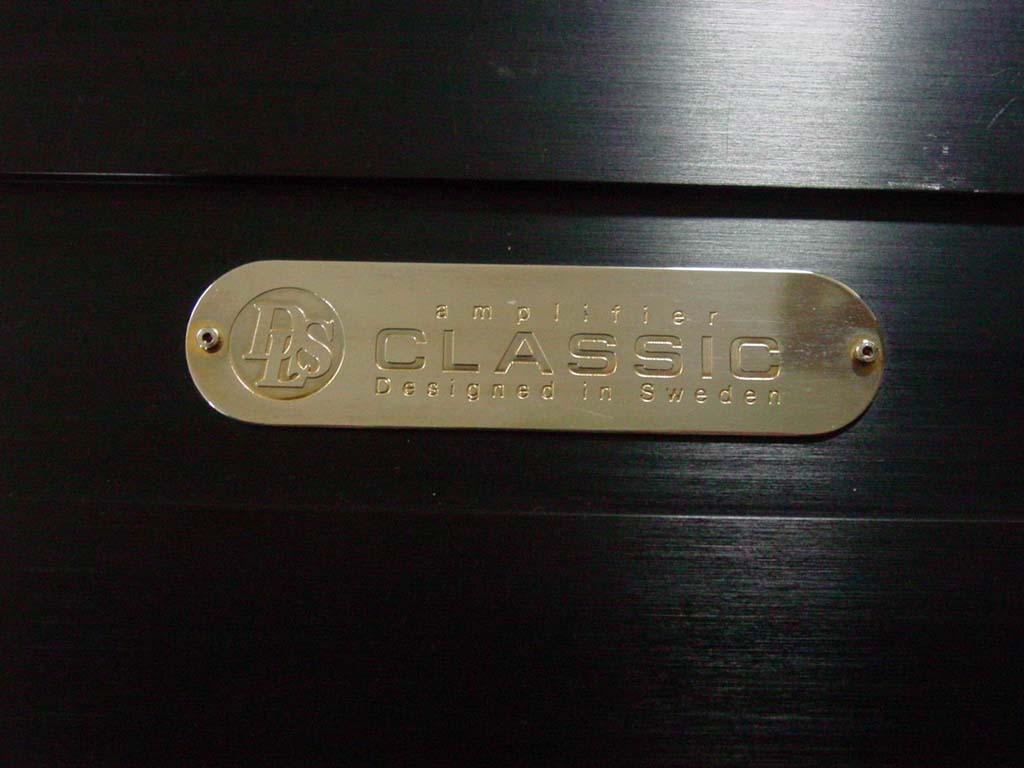 DLS
amplifier
CLASSIC
Designed in Sweden